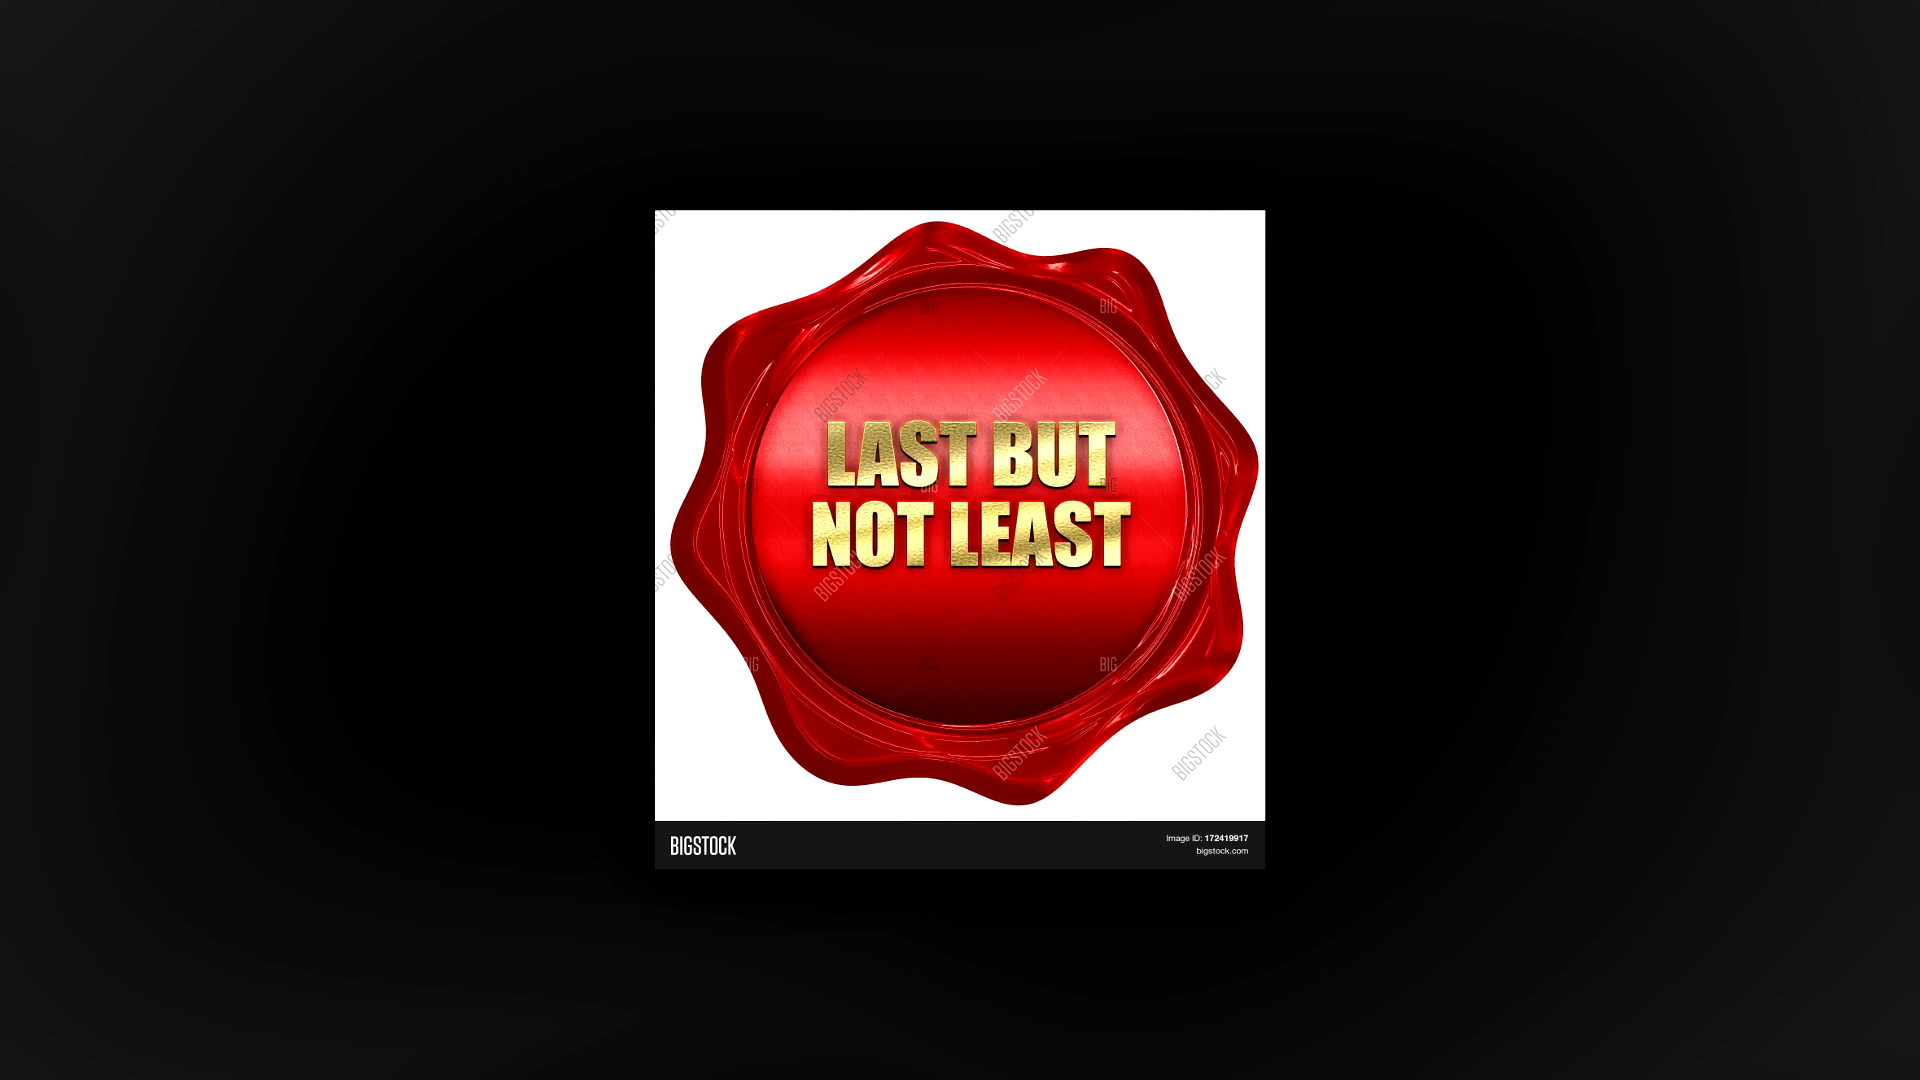 LAST BUT
NOT LEAST
BIGSTOCK
Image ID: 172419917
bigstock.com